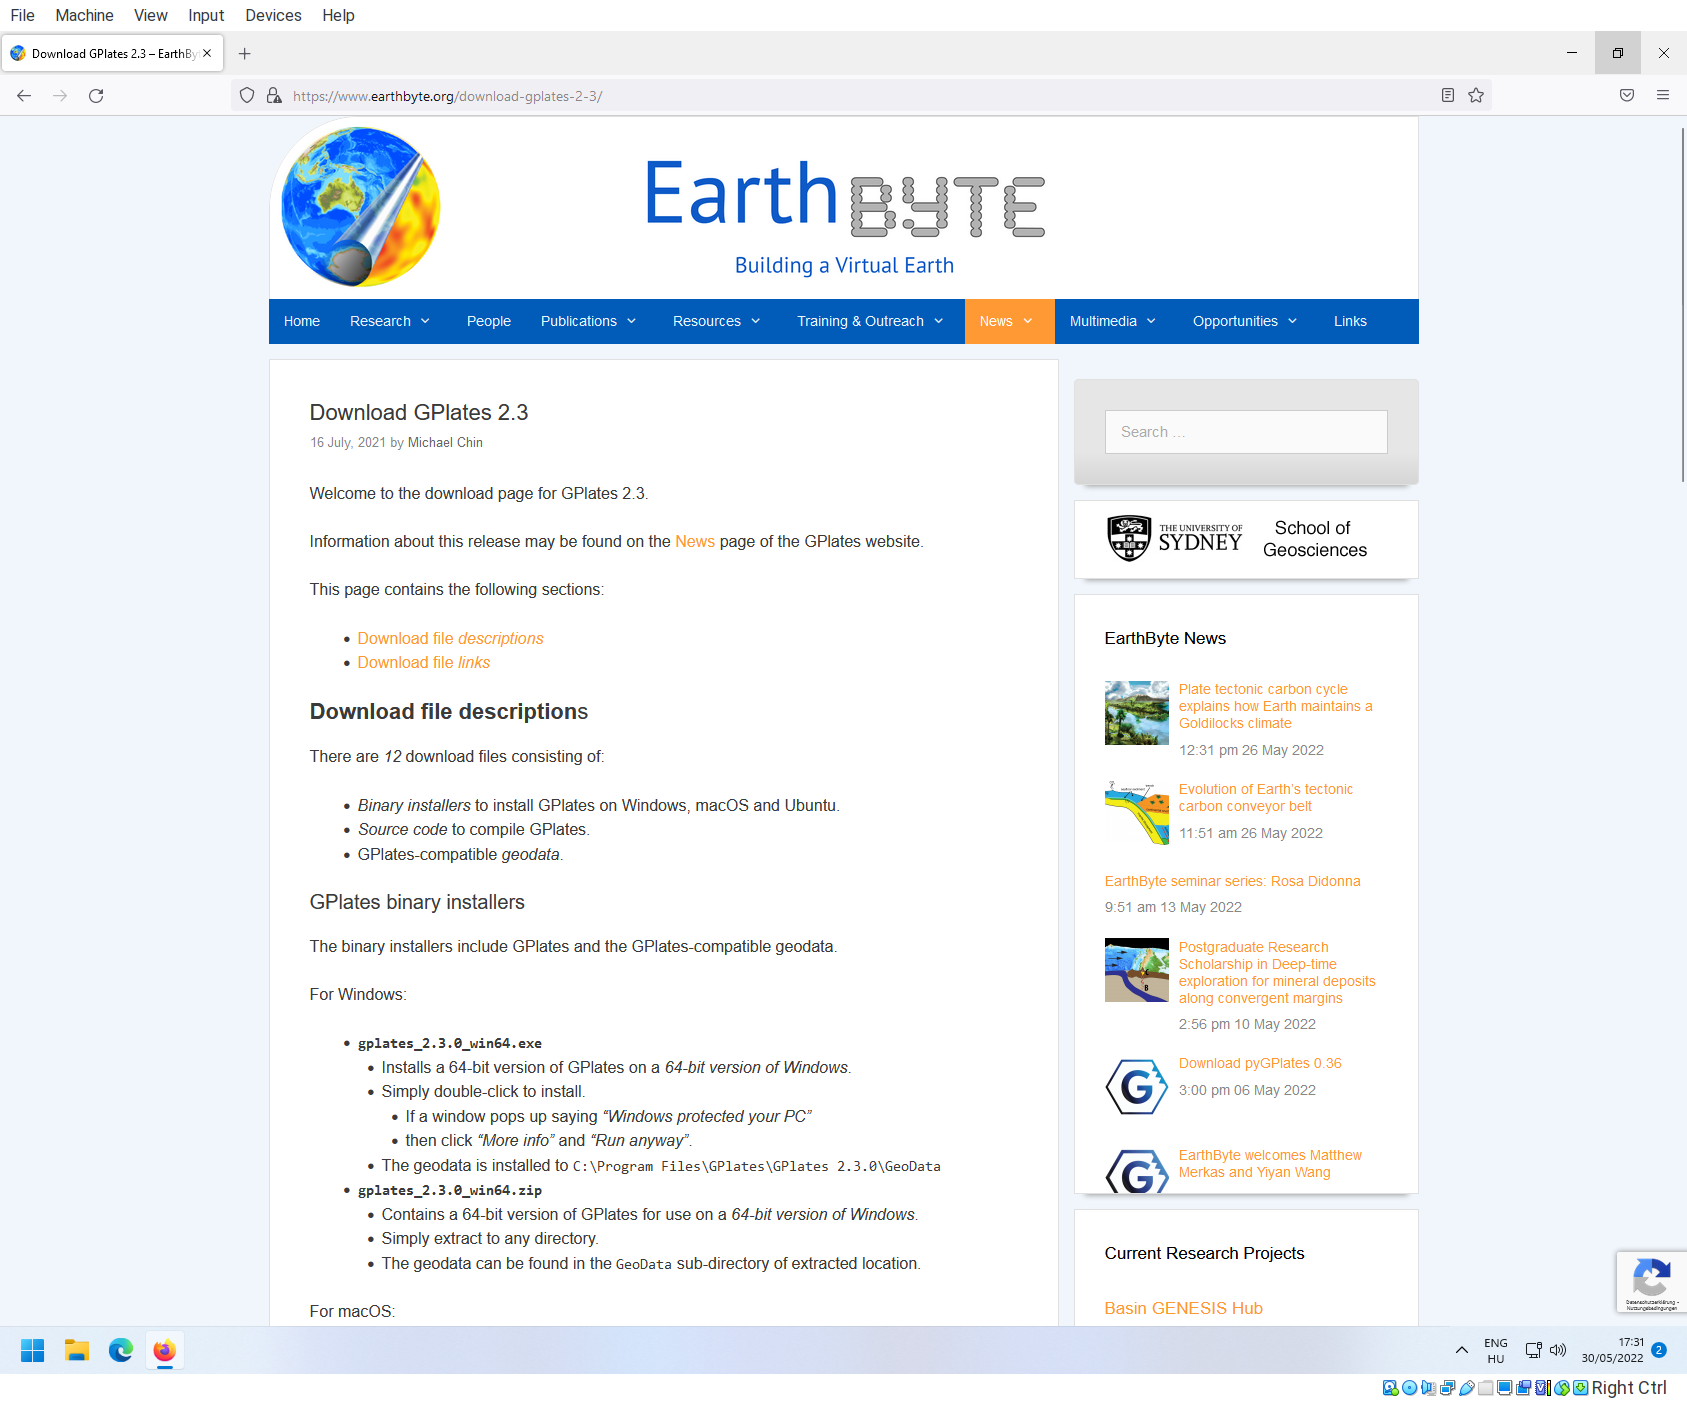 File Machine View Input Devices Help
Download GPlates 2.3 – EarthBy
https://www.earthbyte.org/download-gplates-2-3/
Earth BYTE
Building a Virtual Earth
Home Research People Publications Resources Training & Outreach News Multimedia Opportunities Links
Download GPlates 2.3
16 July, 2021 by Michael Chin
Welcome to the download page for GPlates 2.3.
Information about this release may be found on the News page of the GPlates website.
This page contains the following sections:
• Download file descriptions
• Download file links
Download file descriptions
There are 12 download files consisting of:
• Binary installers to install GPlates on Windows, macOS and Ubuntu.
• Source code to compile GPlates.
• GPlates-compatible geodata.
GPlates binary installers
The binary installers include GPlates and the GPlates-compatible geodata.
For Windows:
• gplates_2.3.0_win64.exe
• Installs a 64-bit version of GPlates on a 64-bit version of Windows.
• Simply double-click to install.
• If a window pops up saying “Windows protected your PC”
• then click “More info” and “Run anyway”.
• The geodata is installed to C:\Program Files\GPlates\GPlates 2.3.0\GeoData
• gplates_2.3.0_win64.zip
• Contains a 64-bit version of GPlates for use on a 64-bit version of Windows.
• Simply extract to any directory.
• The geodata can be found in the GeoData sub-directory of extracted location.
For macOS:
Search …
THE UNIVERSITY OF
SYDNEY
School of
Geosciences
EarthByte News
Plate tectonic carbon cycle
explains how Earth maintains a
Goldilocks climate
12:31 pm 26 May 2022
Evolution of Earth’s tectonic
carbon conveyor belt
11:51 am 26 May 2022
EarthByte seminar series: Rosa Didonna
9:51 am 13 May 2022
Postgraduate Research
Scholarship in Deep-time
exploration for mineral deposits
along convergent margins
2:56 pm 10 May 2022
Download pyGPlates 0.36
3:00 pm 06 May 2022
EarthByte welcomes Matthew
Merkas and Yiyan Wang
Current Research Projects
Basin GENESIS Hub
Datenschutzerklärung -
Nutzungsbedingungen
ENG
HU
17:31
30/05/2022
2
Right Ctrl